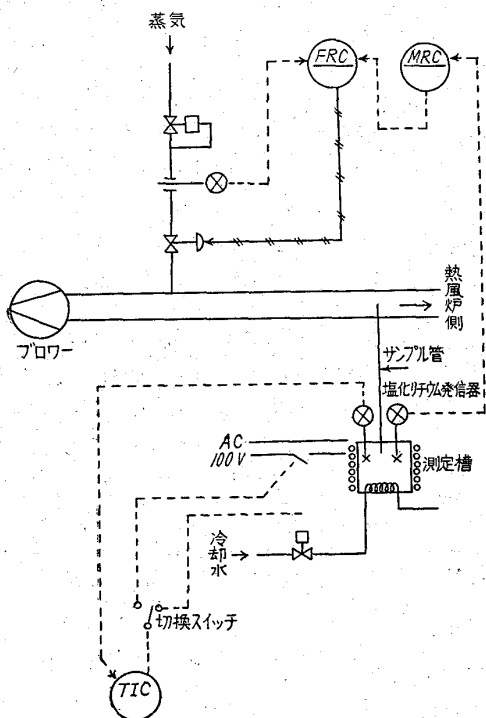 蒸気
FRC
MRC
熱風炉側
ブロワー
サンプル管
塩化リチウム発信器
AC
100V
測定槽
冷却水
切換スイッチ
TIC